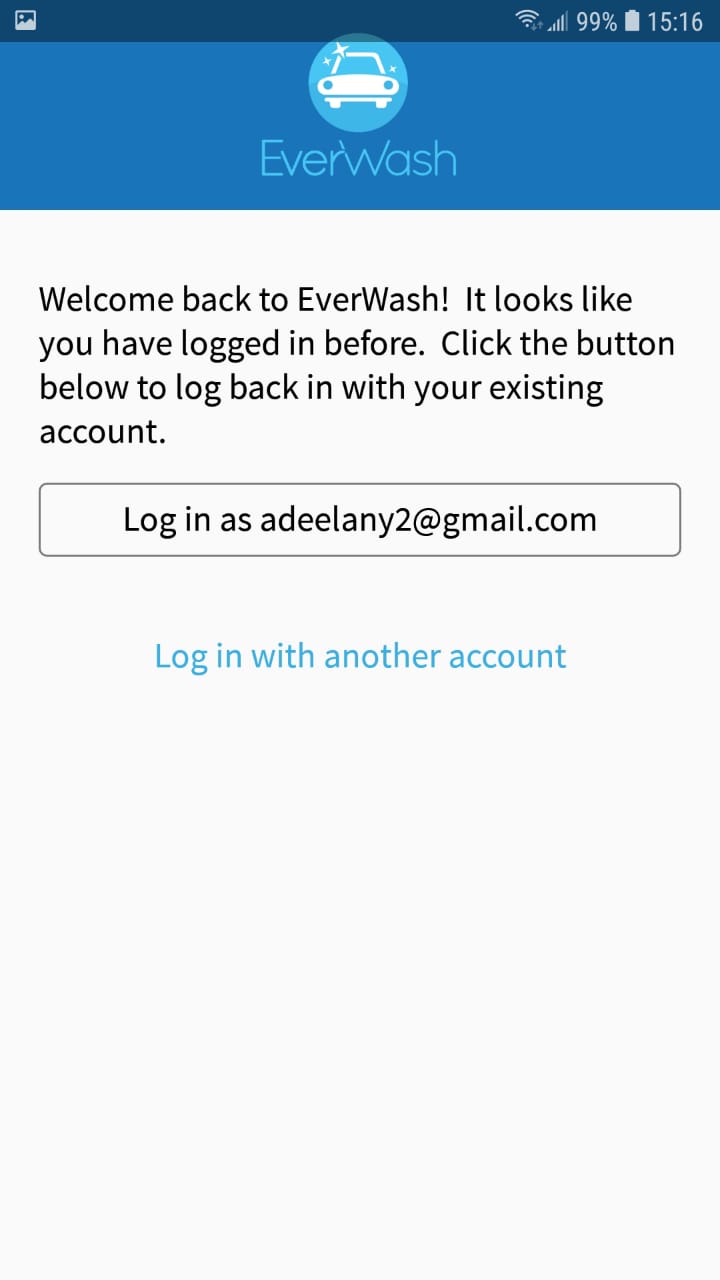 99% 15:16
EverWash
Welcome back to EverWash!  It looks like
you have logged in before.  Click the button
below to log back in with your existing
account.
Log in as adeelany2@gmail.com
Log in with another account